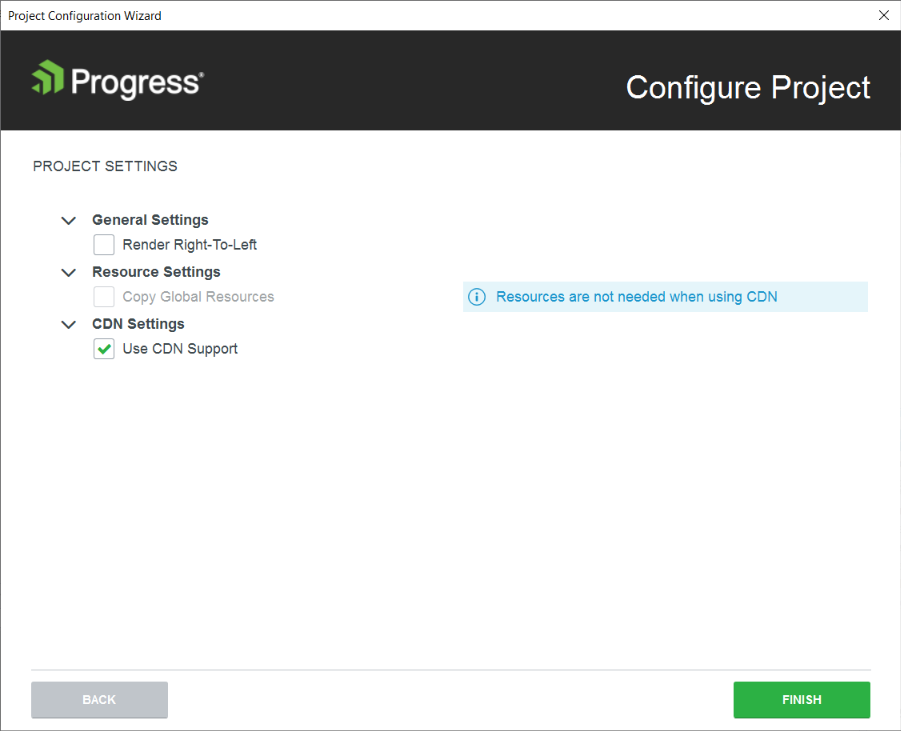 Project Configuration Wizard
Progress®
Configure Project
PROJECT SETTINGS
General Settings
Render Right-To-Left
Resource Settings
Copy Global Resources
Resources are not needed when using CDN
CDN Settings
Use CDN Support
BACK
FINISH